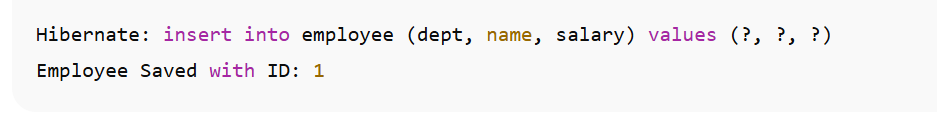 Hibernate: insert into employee (dept, name, salary) values (?, ?, ?)
Employee Saved with ID: 1